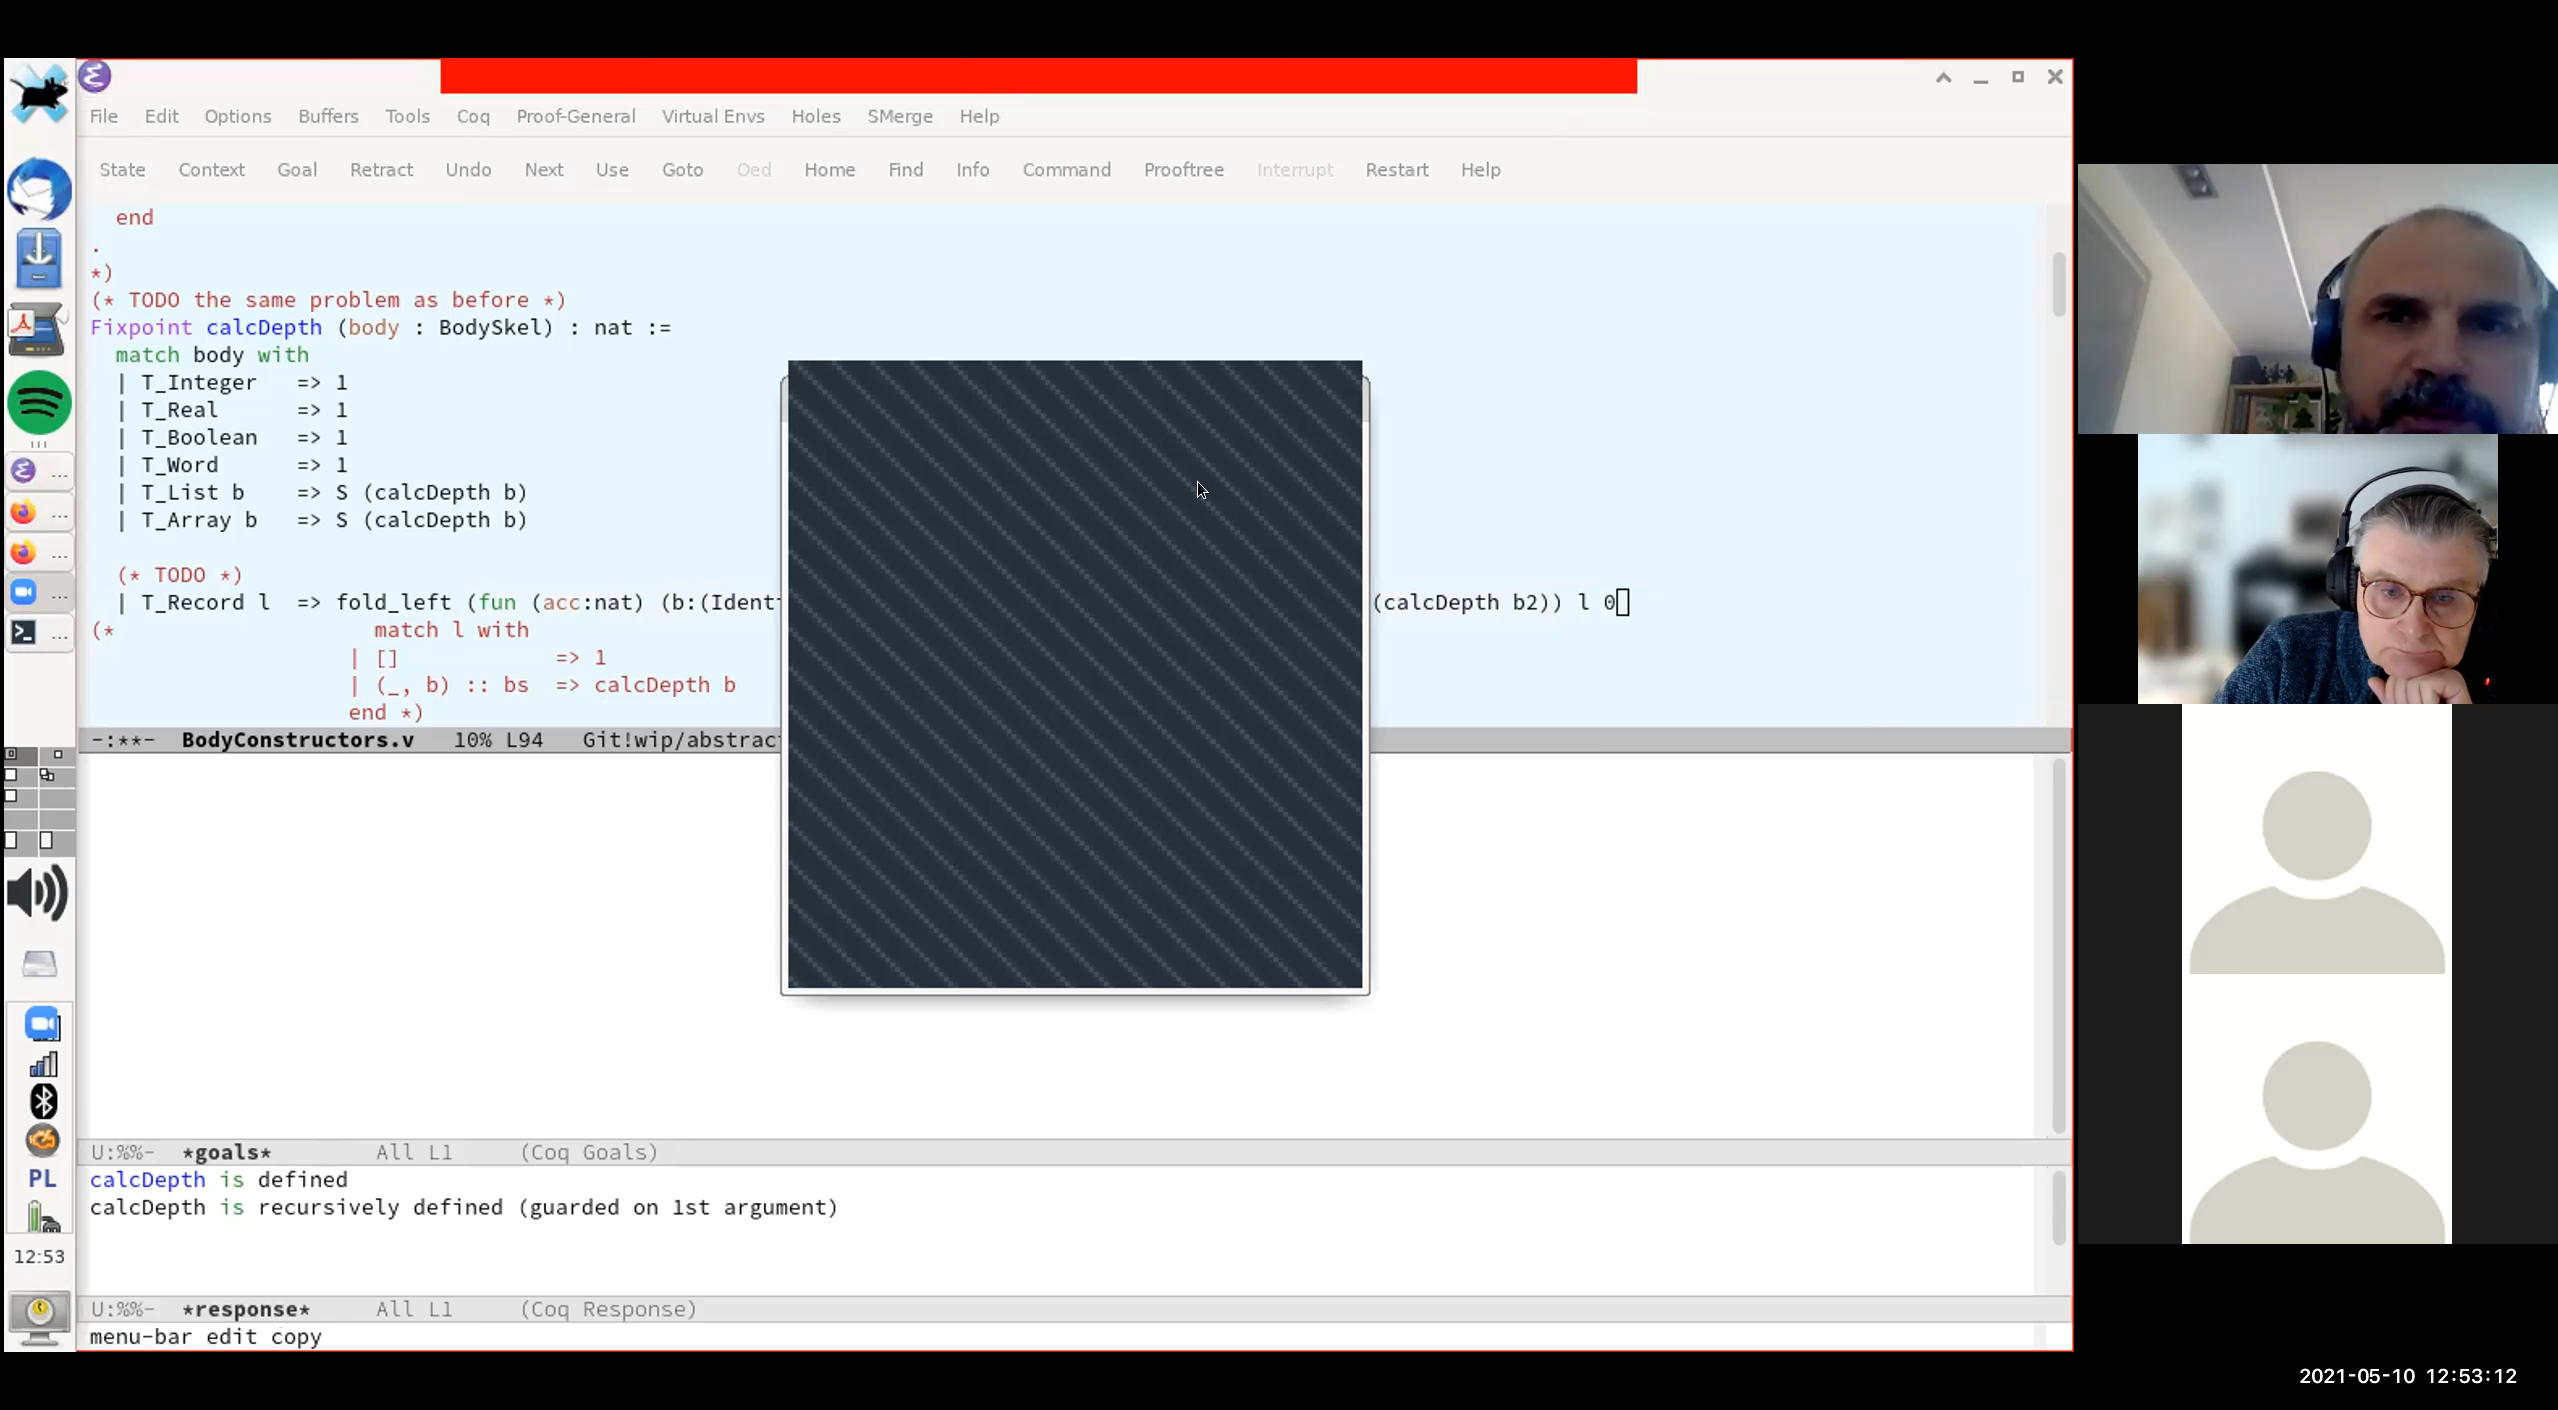 File Edit Options Buffers Tools Coq Proof-General Virtual Envs Holes SMerge Help
State Context Goal Retract Undo Next Use Goto Qed Home Find Info Command Prooftree Interrupt Restart Help
end
.
*)
(* TODO the same problem as before *)
Fixpoint calcDepth (body : BodySkel) : nat :=
match body with
| T_Integer => 1
| T_Real => 1
| T_Boolean => 1
| T_Word => 1
| T_List b => S (calcDepth b)
| T_Array b => S (calcDepth b)
(* TODO *)
| T_Record l => fold_left (fun (acc:nat) (b:( (calcDepth b2)) l 0
(* match l with
| [] => 1
| (_, b) :: bs => calcDepth b
end *)
-:**- BodyConstructors.v 10% L94
U:%%- *goals* All L1 (Coq Goals)
calcDepth is defined
calcDepth is recursively defined (guarded on 1st argument)
U:%%- *response* All L1 (Coq Response)
menu-bar edit copy
...
...
...
...
...
PL
12:53
2021-05-10 12:53:12